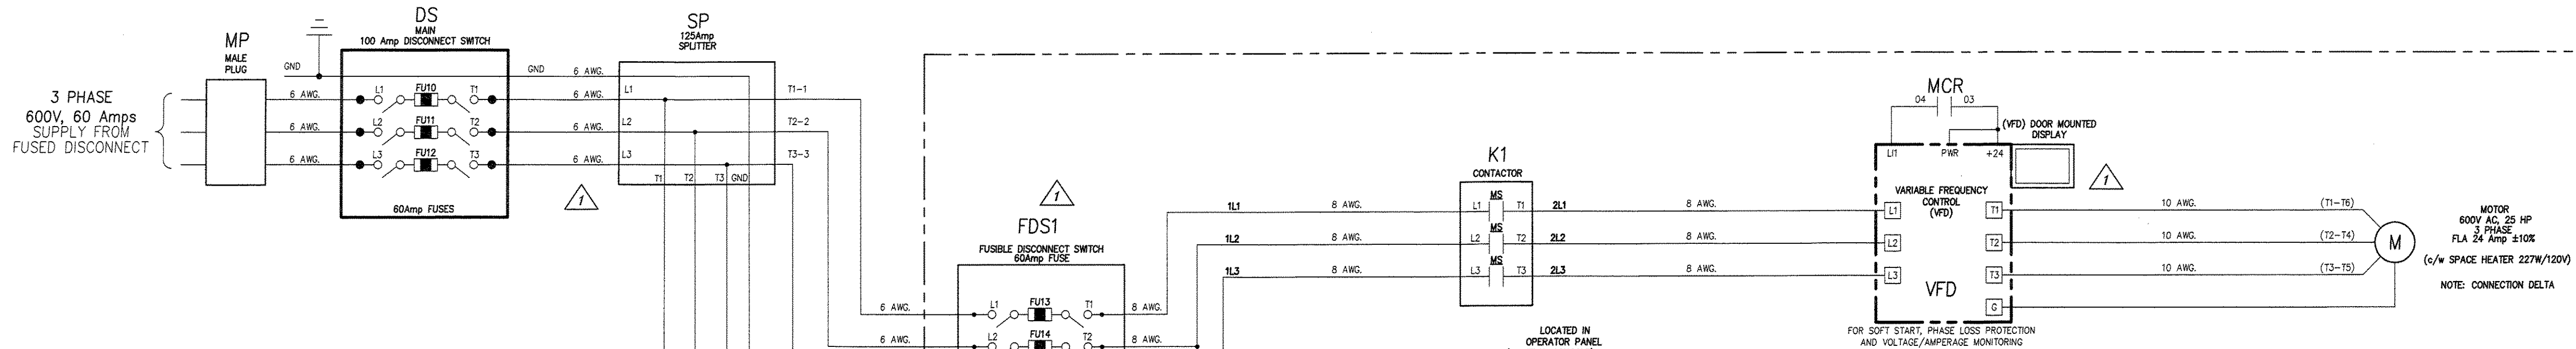 3 PHASE
600V, 60 Amps
SUPPLY FROM
FUSED DISCONNECT
MP
MALE
PLUG
GND
6 AWG.
6 AWG.
6 AWG.
DS
MAIN
100 Amp DISCONNECT SWITCH
L1 FU10 T1
L2 FU11 T2
L3 FU12 T3
60Amp FUSES
GND 6 AWG.
6 AWG.
6 AWG.
6 AWG.
1
SP
125Amp
SPLITTER
L1
L2
L3
T1 T2 T3 GND
T1-1
T2-2
T3-3
6 AWG.
6 AWG.
1
FDS1
FUSIBLE DISCONNECT SWITCH
60Amp FUSE
L1 FU13 T1
L2 FU14 T2
8 AWG.
8 AWG.
1L1 8 AWG.
1L2 8 AWG.
1L3 8 AWG.
K1
CONTACTOR
L1 MS T1
L2 MS T2
L3 MS T3
LOCATED IN
OPERATOR PANEL
2L1 8 AWG.
2L2 8 AWG.
2L3 8 AWG.
MCR
04 03
(VFD) DOOR MOUNTED
DISPLAY
LI1 PWR +24
VARIABLE FREQUENCY
CONTROL
(VFD)
L1 T1
L2 T2
L3 T3
VFD
G
FOR SOFT START, PHASE LOSS PROTECTION
AND VOLTAGE/AMPERAGE MONITORING
1
10 AWG. (T1-T6)
10 AWG. (T2-T4)
10 AWG. (T3-T5)
M
MOTOR
600V AC, 25 HP
3 PHASE
FLA 24 Amp ±10%
(c/w SPACE HEATER 227W/120V)
NOTE: CONNECTION DELTA